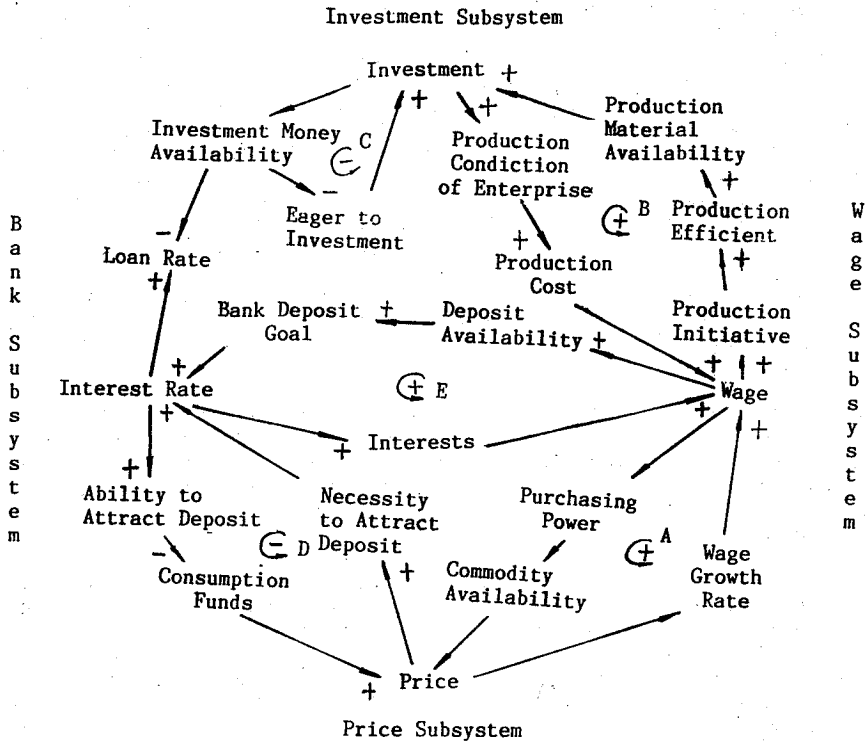 Investment Subsystem
Investment +
+
+
Production
Material
Availability
Investment Money
Availability
- C
Production
Condiction
of Enterprise
+
-
Eager to
Investment
+ B
Production
Efficient
-
Loan Rate
+
+
Production
Cost
+
Bank Deposit
Goal
+
Deposit
Availability
+
Production
Initiative
+
+ +
Interest Rate
+
+ E
Wage
+
+
+ Interests
+
Ability to
Attract Deposit
Necessity
to Attract
Deposit
Purchasing
Power
-
- D
+ A
Wage
Growth
Rate
Consumption
Funds
+
Commodity
Availability
+
Price
Price Subsystem
Bank Subsystem
Wage Subsystem